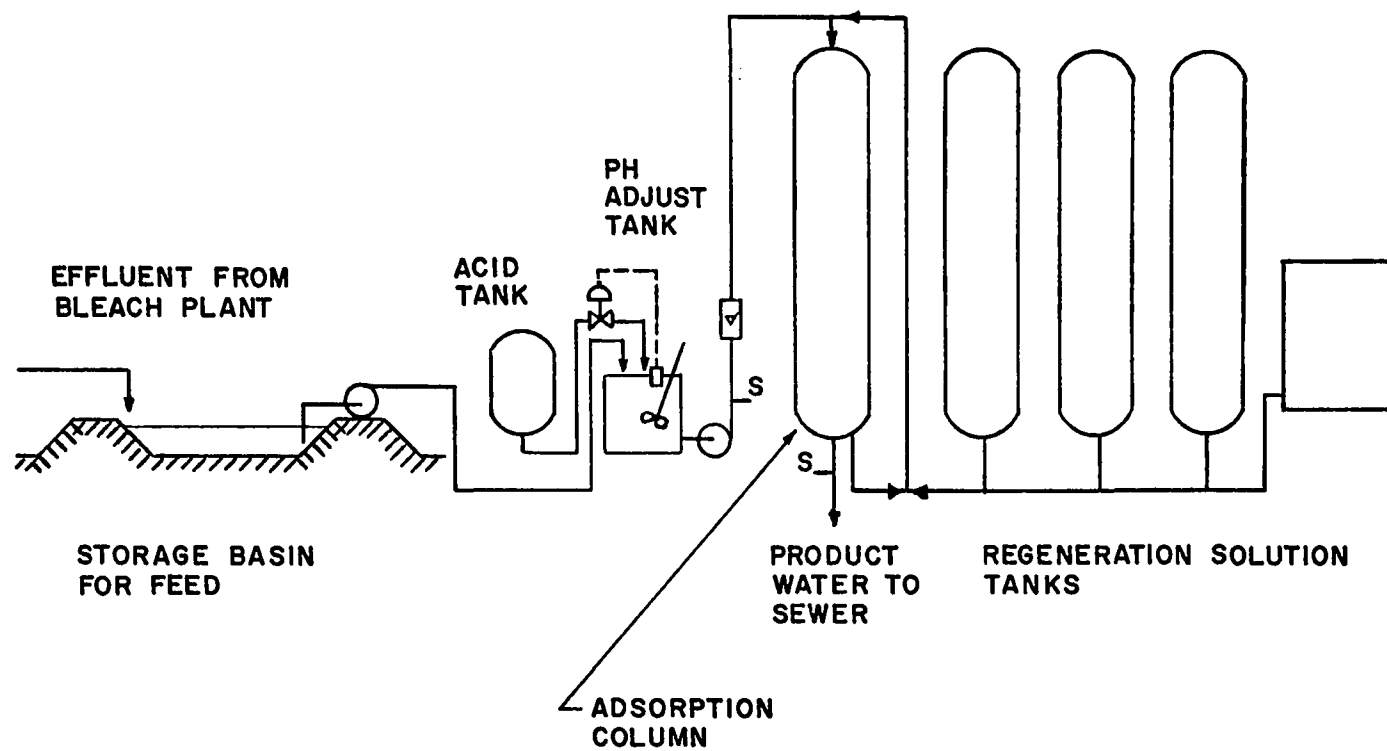 PH
ADJUST
TANK
EFFLUENT FROM
BLEACH PLANT
ACID
TANK
S
S
STORAGE BASIN
FOR FEED
PRODUCT
WATER TO
SEWER
REGENERATION SOLUTION
TANKS
ADSORPTION
COLUMN